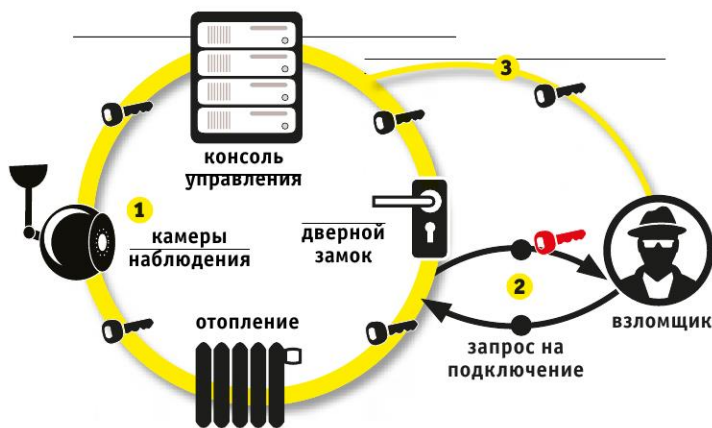 3
консоль
управления
1
камеры
наблюдения
дверной
замок
2
взломщик
отопление
запрос на
подключение